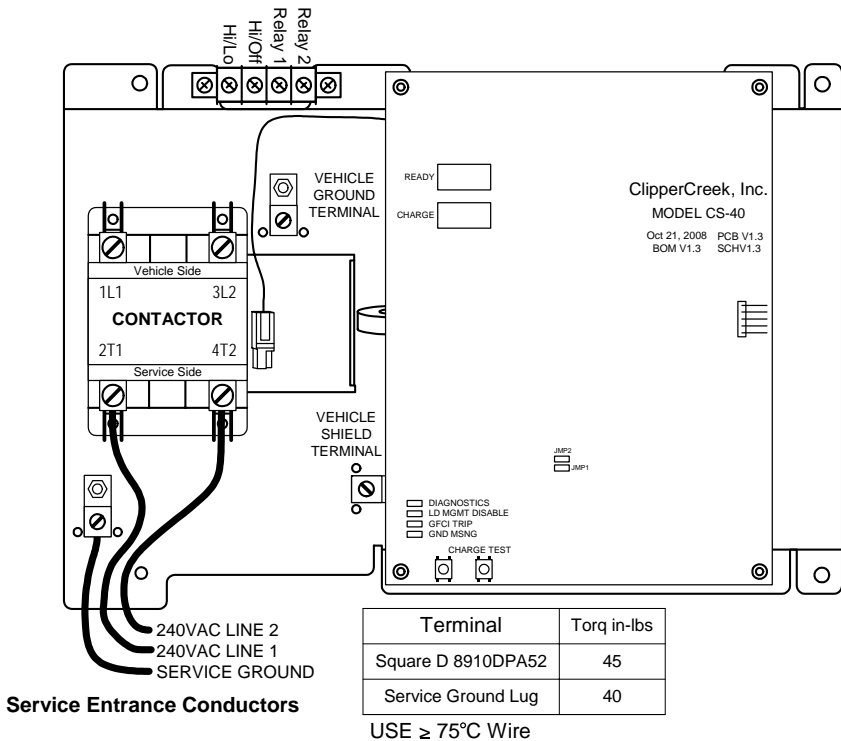 Hi/Lo
Hi/Off
Relay 1
Relay 2
VEHICLE
GROUND
TERMINAL
READY
CHARGE
ClipperCreek, Inc.
MODEL CS-40
Oct 21, 2008 PCB V1.3
BOM V1.3 SCHV1.3
Vehicle Side
1L1 3L2
CONTACTOR
2T1 4T2
Service Side
VEHICLE
SHIELD
TERMINAL
JMP2
JMP1
DIAGNOSTICS
LD MGMT DISABLE
GFCI TRIP
GND MSNG
CHARGE TEST
240VAC LINE 2
240VAC LINE 1
SERVICE GROUND
Service Entrance Conductors
Terminal Torq in-lbs
Square D 8910DPA52 45
Service Ground Lug 40
USE ≥ 75°C Wire